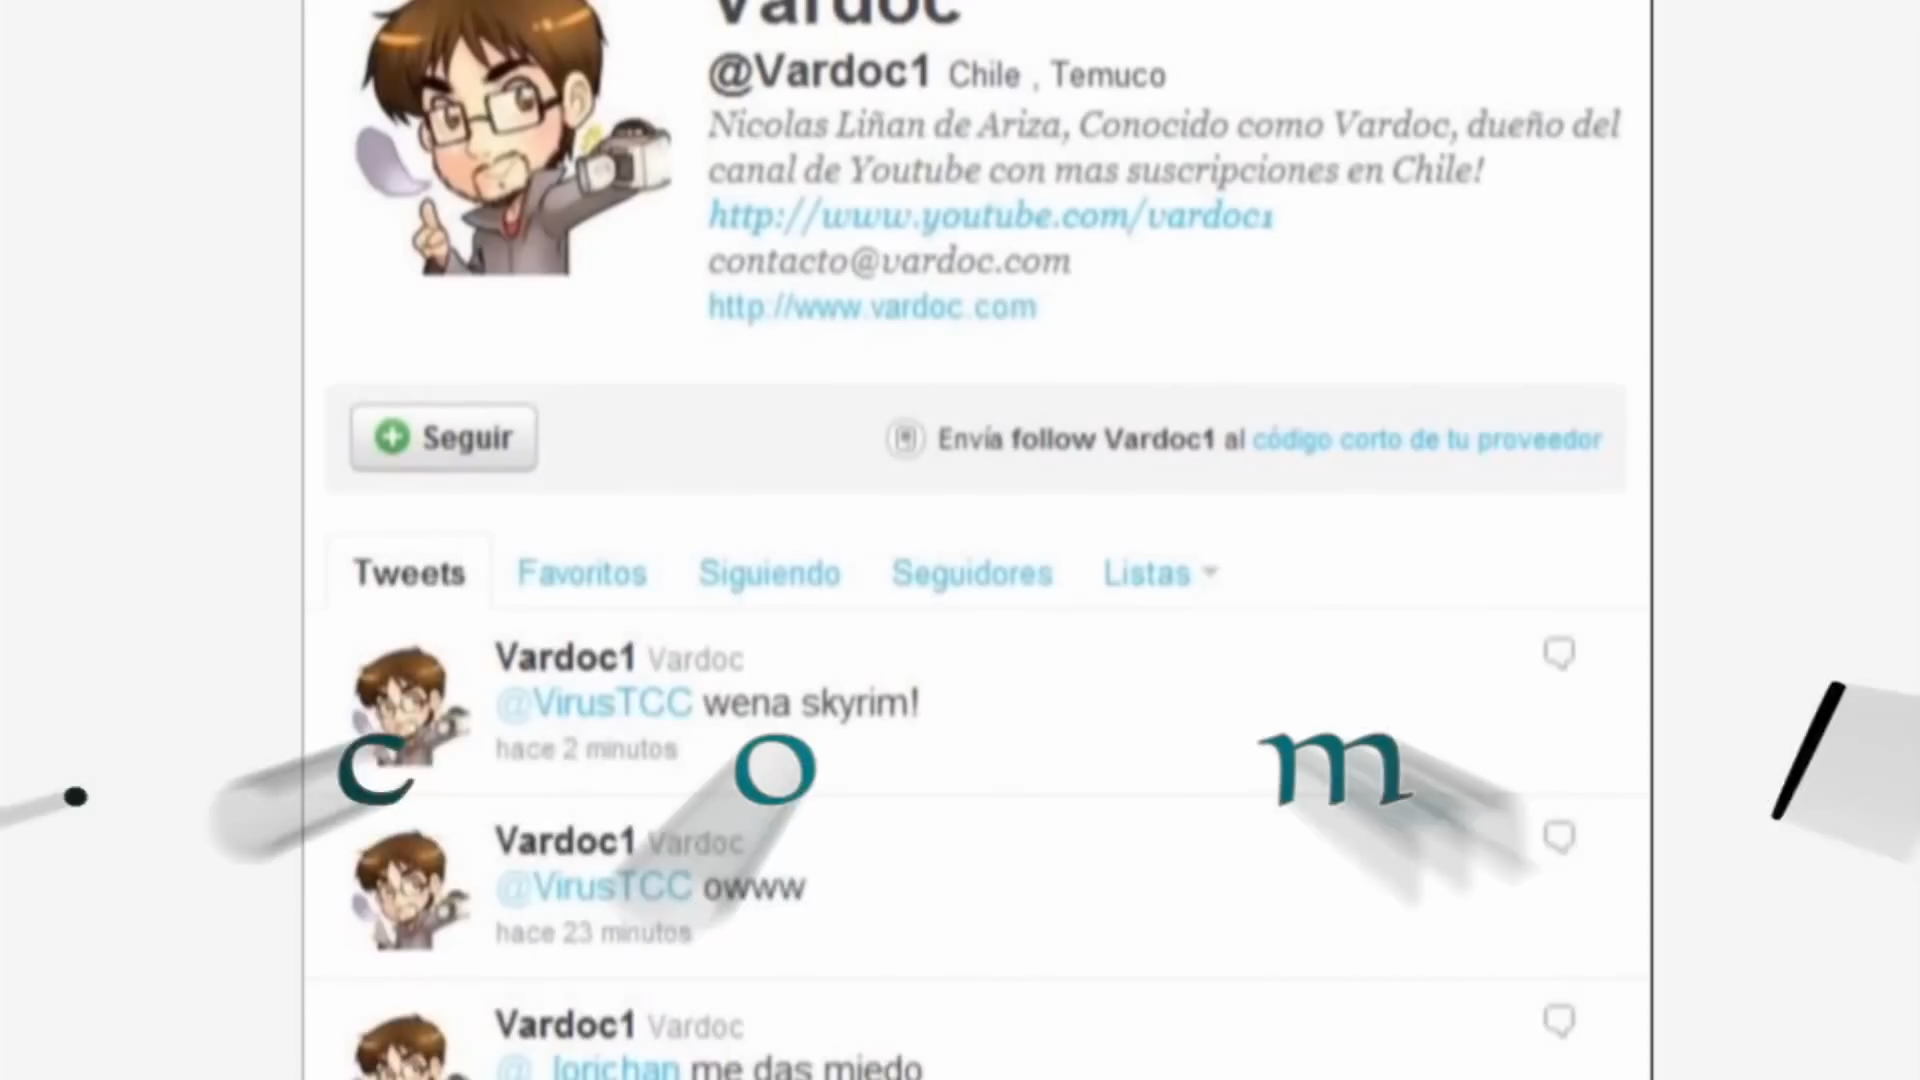 Vardoc
@Vardoc1 Chile , Temuco
Nicolas Liñan de Ariza, Conocido como Vardoc, dueño del
canal de Youtube con mas suscripciones en Chile!
http://www.youtube.com/vardoc1
contacto@vardoc.com
http://www.vardoc.com
Seguir
Envía follow Vardoc1 al código corto de tu proveedor
Tweets Favoritos Siguiendo Seguidores Listas
Vardoc1 Vardoc
@VirusTCC wena skyrim!
hace 2 minutos
. c o m /
Vardoc1 Vardoc
@VirusTCC owww
hace 23 minutos
Vardoc1 Vardoc
@_lorichan me das miedo